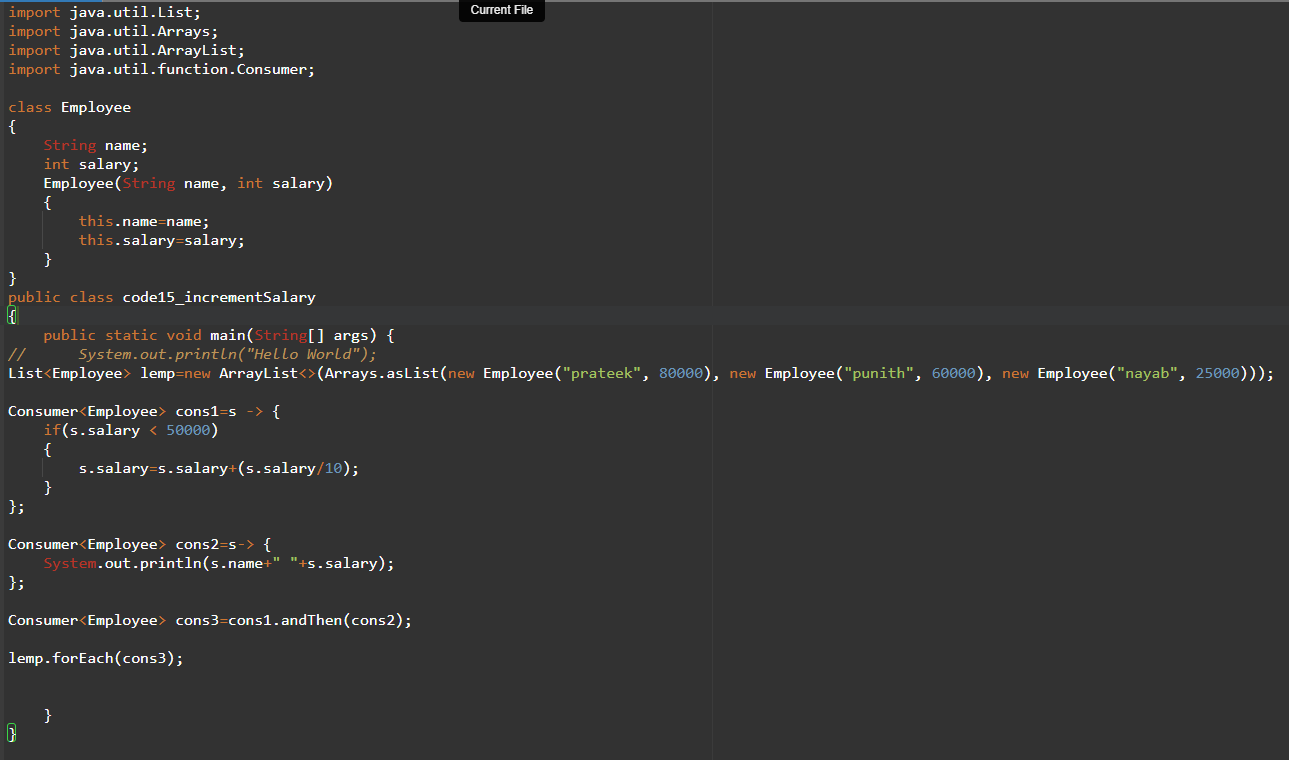 Current File
import java.util.List;
import java.util.Arrays;
import java.util.ArrayList;
import java.util.function.Consumer;

class Employee
{
    String name;
    int salary;
    Employee(String name, int salary)
    {
        this.name=name;
        this.salary=salary;
    }
}
public class code15_incrementSalary
{
    public static void main(String[] args) {
//      System.out.println("Hello World");
List<Employee> lemp=new ArrayList<>(Arrays.asList(new Employee("prateek", 80000), new Employee("punith", 60000), new Employee("nayab", 25000)));

Consumer<Employee> cons1=s -> {
    if(s.salary < 50000)
    {
        s.salary=s.salary+(s.salary/10);
    }
};

Consumer<Employee> cons2=s-> {
    System.out.println(s.name+" "+s.salary);
};

Consumer<Employee> cons3=cons1.andThen(cons2);

lemp.forEach(cons3);


    }
}